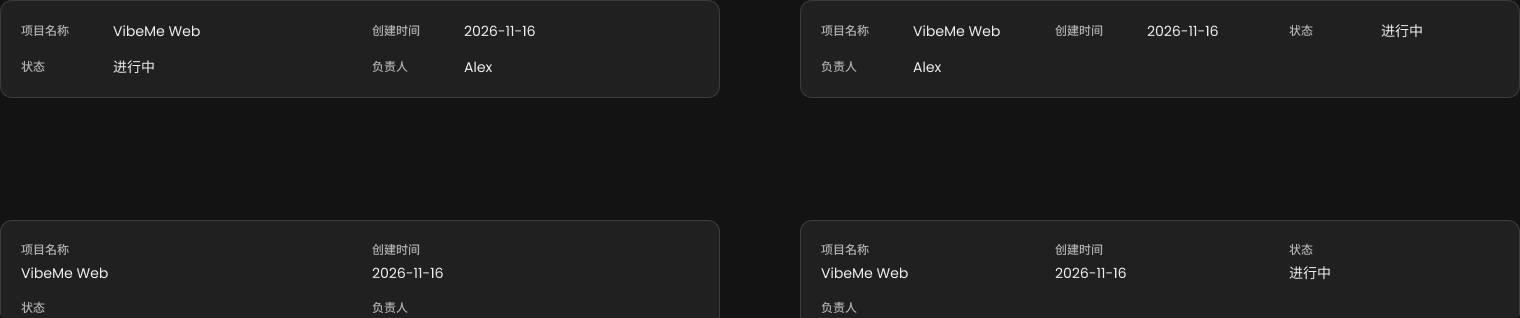 项目名称 VibeMe Web 创建时间 2026-11-16
状态 进行中 负责人 Alex
项目名称 VibeMe Web 创建时间 2026-11-16 状态 进行中
负责人 Alex
项目名称 创建时间
VibeMe Web 2026-11-16
状态 负责人
项目名称 创建时间 状态
VibeMe Web 2026-11-16 进行中
负责人